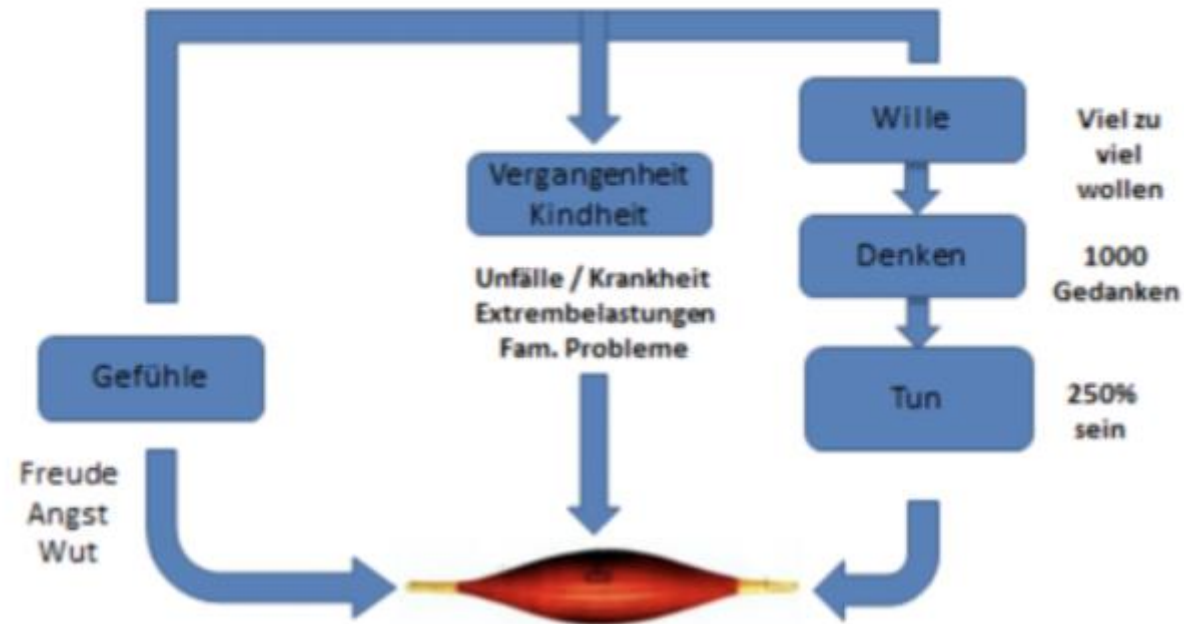 Wille
Viel zu
viel
wollen
Vergangenheit
Kindheit
Denken
1000
Gedanken
Unfälle / Krankheit
Extrembelastungen
Fam. Probleme
Gefühle
Tun
250%
sein
Freude
Angst
Wut